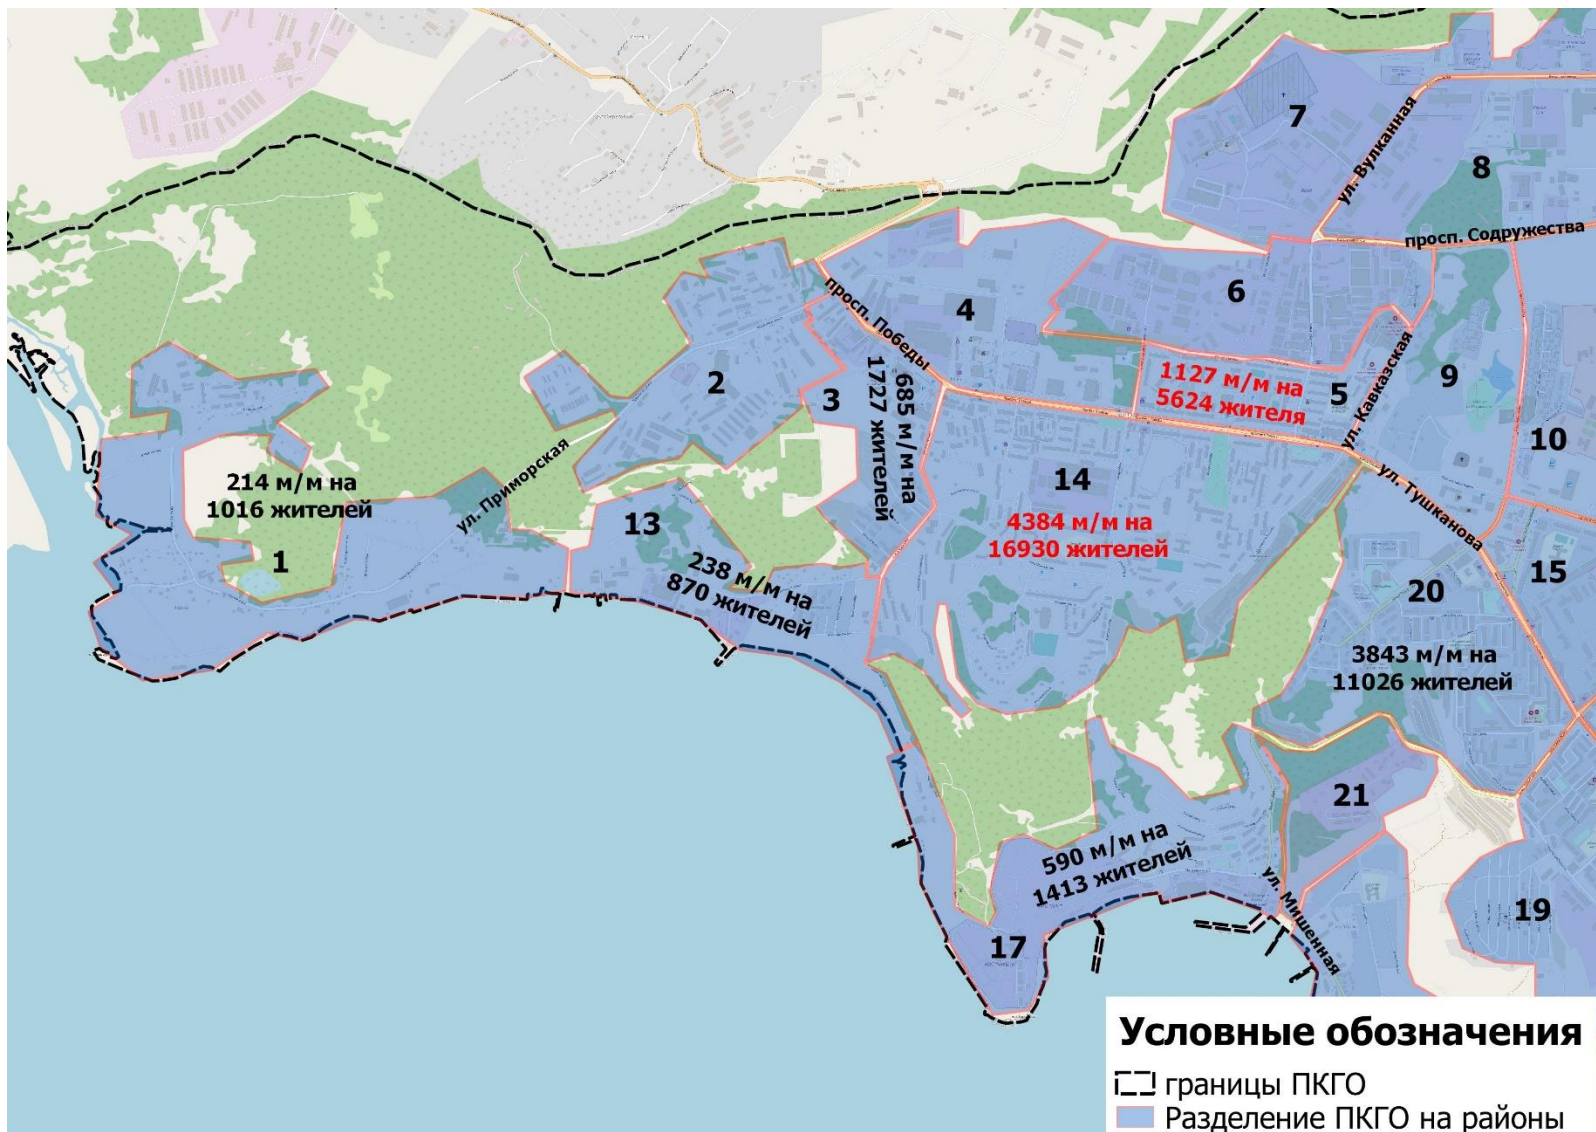 7
ул. Вулканная
8
просп. Содружества
6
4
просп. Победы
2
3
685 м/м на
1727 жителей
1127 м/м на
5624 жителя
5
ул. Кавказская
9
10
214 м/м на
1016 жителей
ул. Приморская
1
13
238 м/м на
870 жителей
14
4384 м/м на
16930 жителей
ул. Тушканова
15
20
3843 м/м на
11026 жителей
21
590 м/м на
1413 жителей
17
ул. Мишенная
19
Условные обозначения
границы ПКГО
Разделение ПКГО на районы